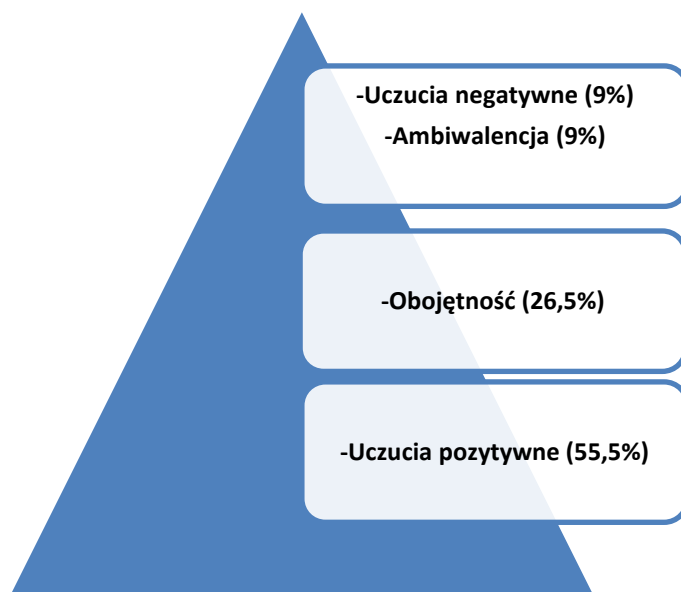 -Uczucia negatywne (9%)
-Ambiwalencja (9%)
-Obojętność (26,5%)
-Uczucia pozytywne (55,5%)